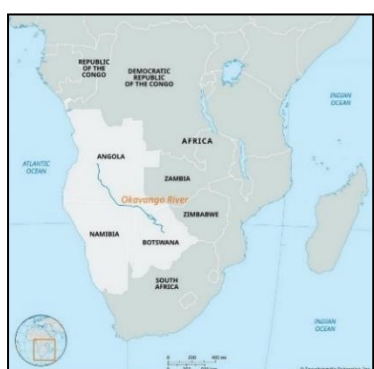 REPUBLIC
OF THE
CONGO
DEMOCRATIC
REPUBLIC
OF THE CONGO
INDIAN
OCEAN
AFRICA
ATLANTIC
OCEAN
ANGOLA
ZAMBIA
Okavango River
ZIMBABWE
NAMIBIA
BOTSWANA
SOUTH
AFRICA
INDIAN
OCEAN